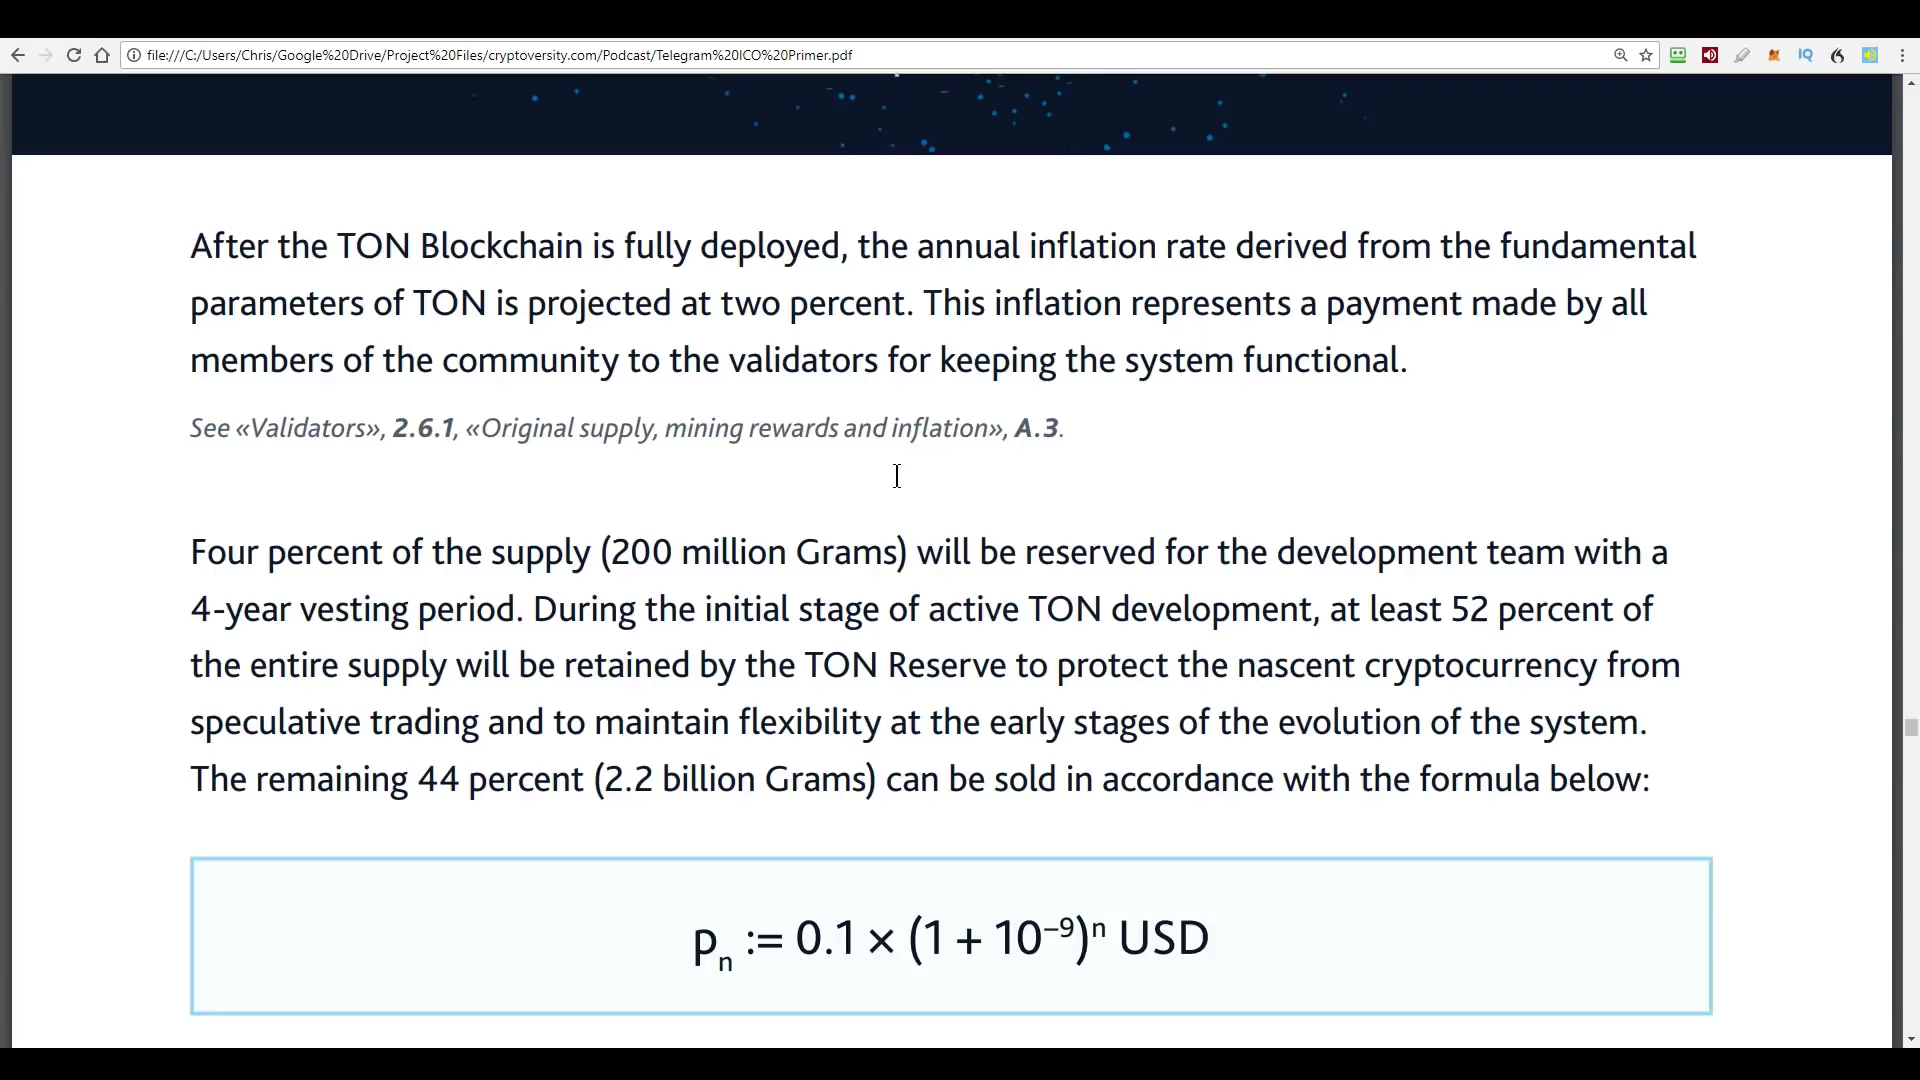 file:///C:/Users/Chris/Google%20Drive/Project%20Files/cryptoversity.com/Podcast/Telegram%20ICO%20Primer.pdf
After the TON Blockchain is fully deployed, the annual inflation rate derived from the fundamental
parameters of TON is projected at two percent. This inflation represents a payment made by all
members of the community to the validators for keeping the system functional.
See «Validators», 2.6.1, «Original supply, mining rewards and inflation», A.3.
Four percent of the supply (200 million Grams) will be reserved for the development team with a
4-year vesting period. During the initial stage of active TON development, at least 52 percent of
the entire supply will be retained by the TON Reserve to protect the nascent cryptocurrency from
speculative trading and to maintain flexibility at the early stages of the evolution of the system.
The remaining 44 percent (2.2 billion Grams) can be sold in accordance with the formula below:
pₙ := 0.1 × (1 + 10⁻⁹)ⁿ USD